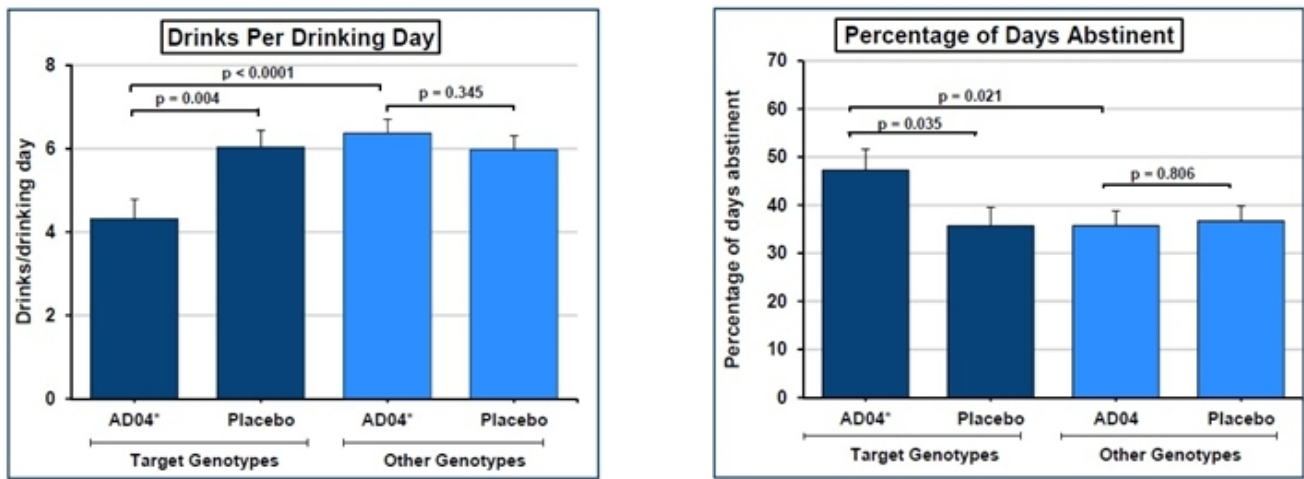 Drinks Per Drinking Day
8
p < 0.0001
p = 0.004
p = 0.345
6
4
2
0
Drinks/drinking day
AD04* Placebo AD04* Placebo
Target Genotypes Other Genotypes
Percentage of Days Abstinent
70
p = 0.021
60
p = 0.035
50
p = 0.806
40
30
20
10
0
Percentage of days abstinent
AD04* Placebo AD04 Placebo
Target Genotypes Other Genotypes